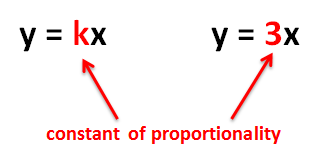 y = kx y = 3x
constant of proportionality